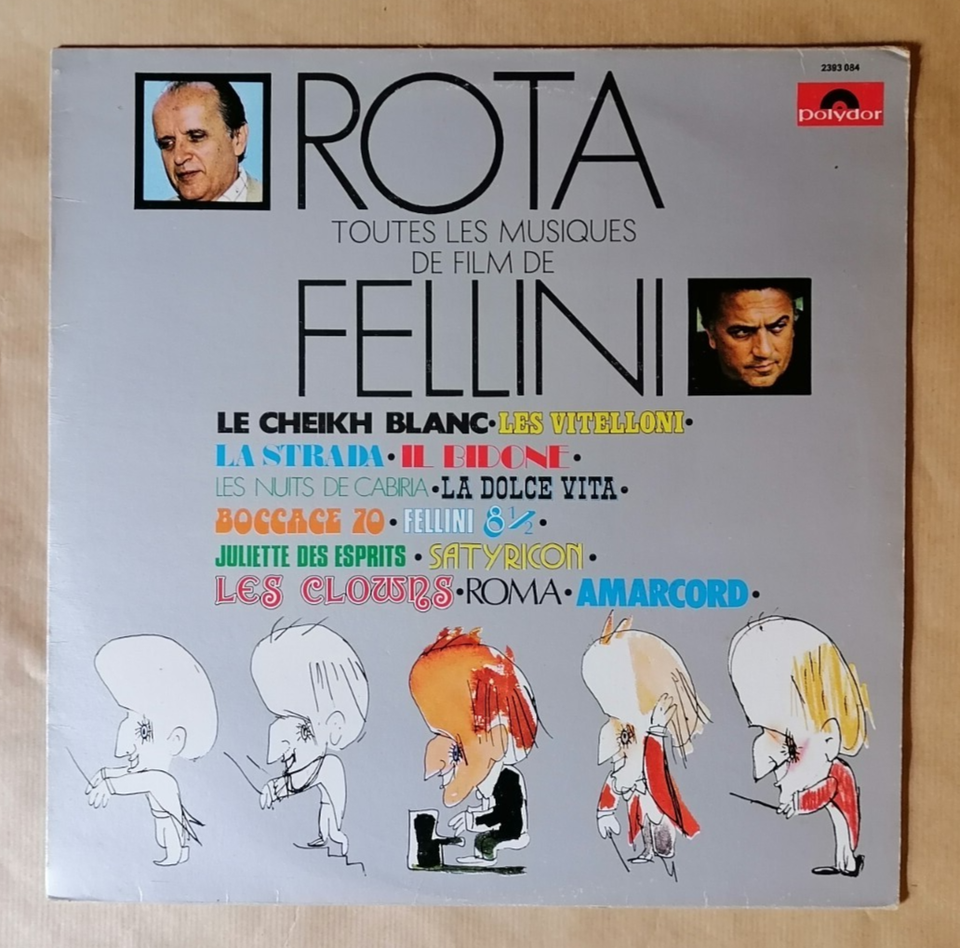 2393 084
polydor
ROTA
TOUTES LES MUSIQUES
DE FILM DE
FELLINI
LE CHEIKH BLANC•LES VITELLONI•
LA STRADA•IL BIDONE•
LES NUITS DE CABIRIA•LA DOLCE VITA•
BOCCACE 70•FELLINI 8 1/2•
JULIETTE DES ESPRITS•SATYRICON•
LES CLOWNS•ROMA•AMARCORD•